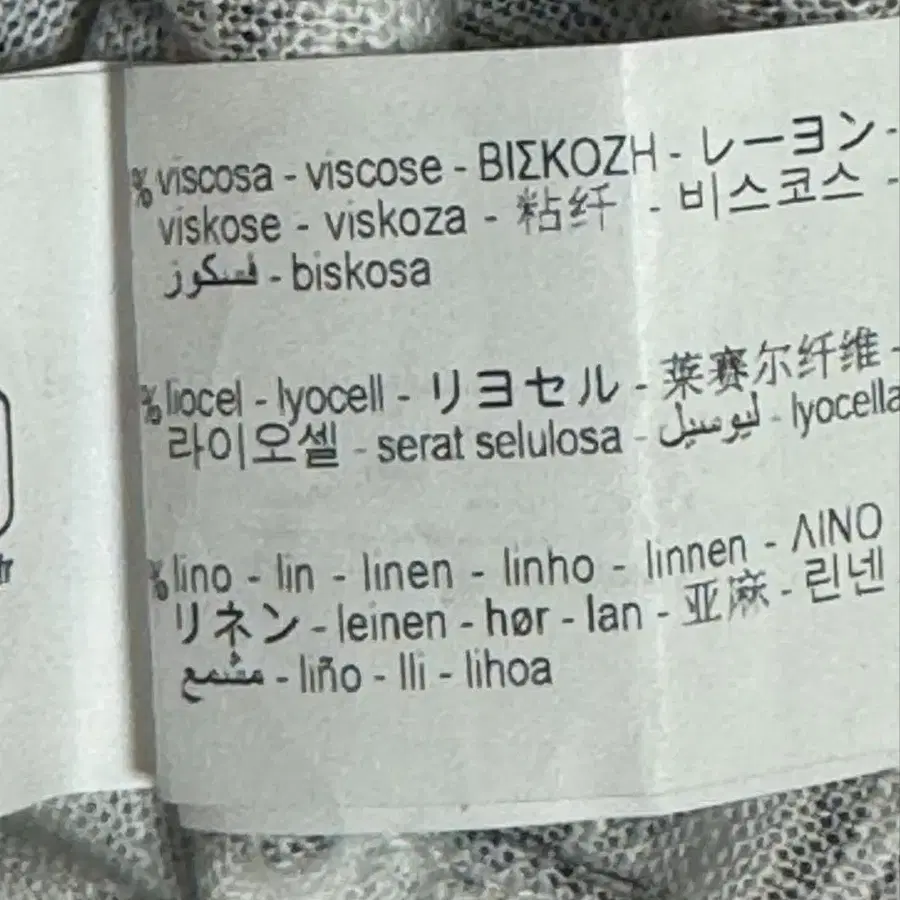 % viscosa - viscose - ΒΙΣΚΟΖΗ - レーヨン -
viskose - viskoza - 粘纤 - 비스코스 -
فسكوز - biskosa
% liocel - lyocell - リヨセル - 莱赛尔纤维 -
라이오셀 - serat selulosa - ليوسيل - lyocella
% lino - lin - linen - linho - linnen - ΛΙΝΟ
リネン - leinen - hør - lan - 亚麻 - 린넨
مشمع - liño - lli - lihoa